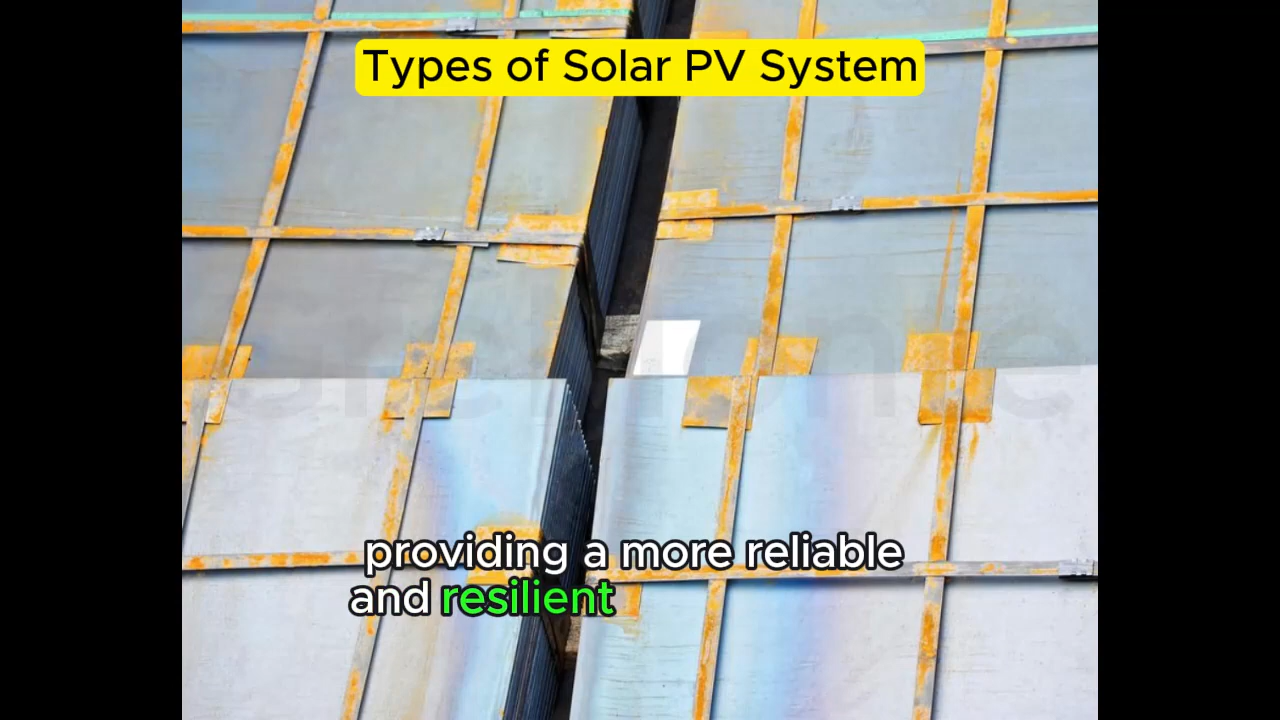 Types of Solar PV System
providing a more reliable
and resilient